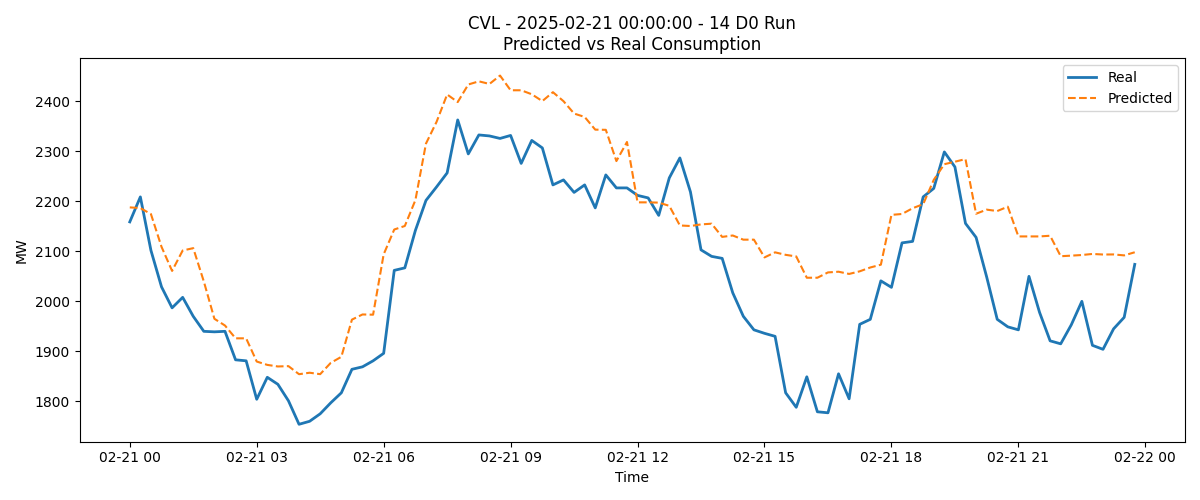 CVL - 2025-02-21 00:00:00 - 14 D0 Run
Predicted vs Real Consumption
Real
Predicted
MW
2400
2300
2200
2100
2000
1900
1800
02-21 00
02-21 03
02-21 06
02-21 09
02-21 12
02-21 15
02-21 18
02-21 21
02-22 00
Time